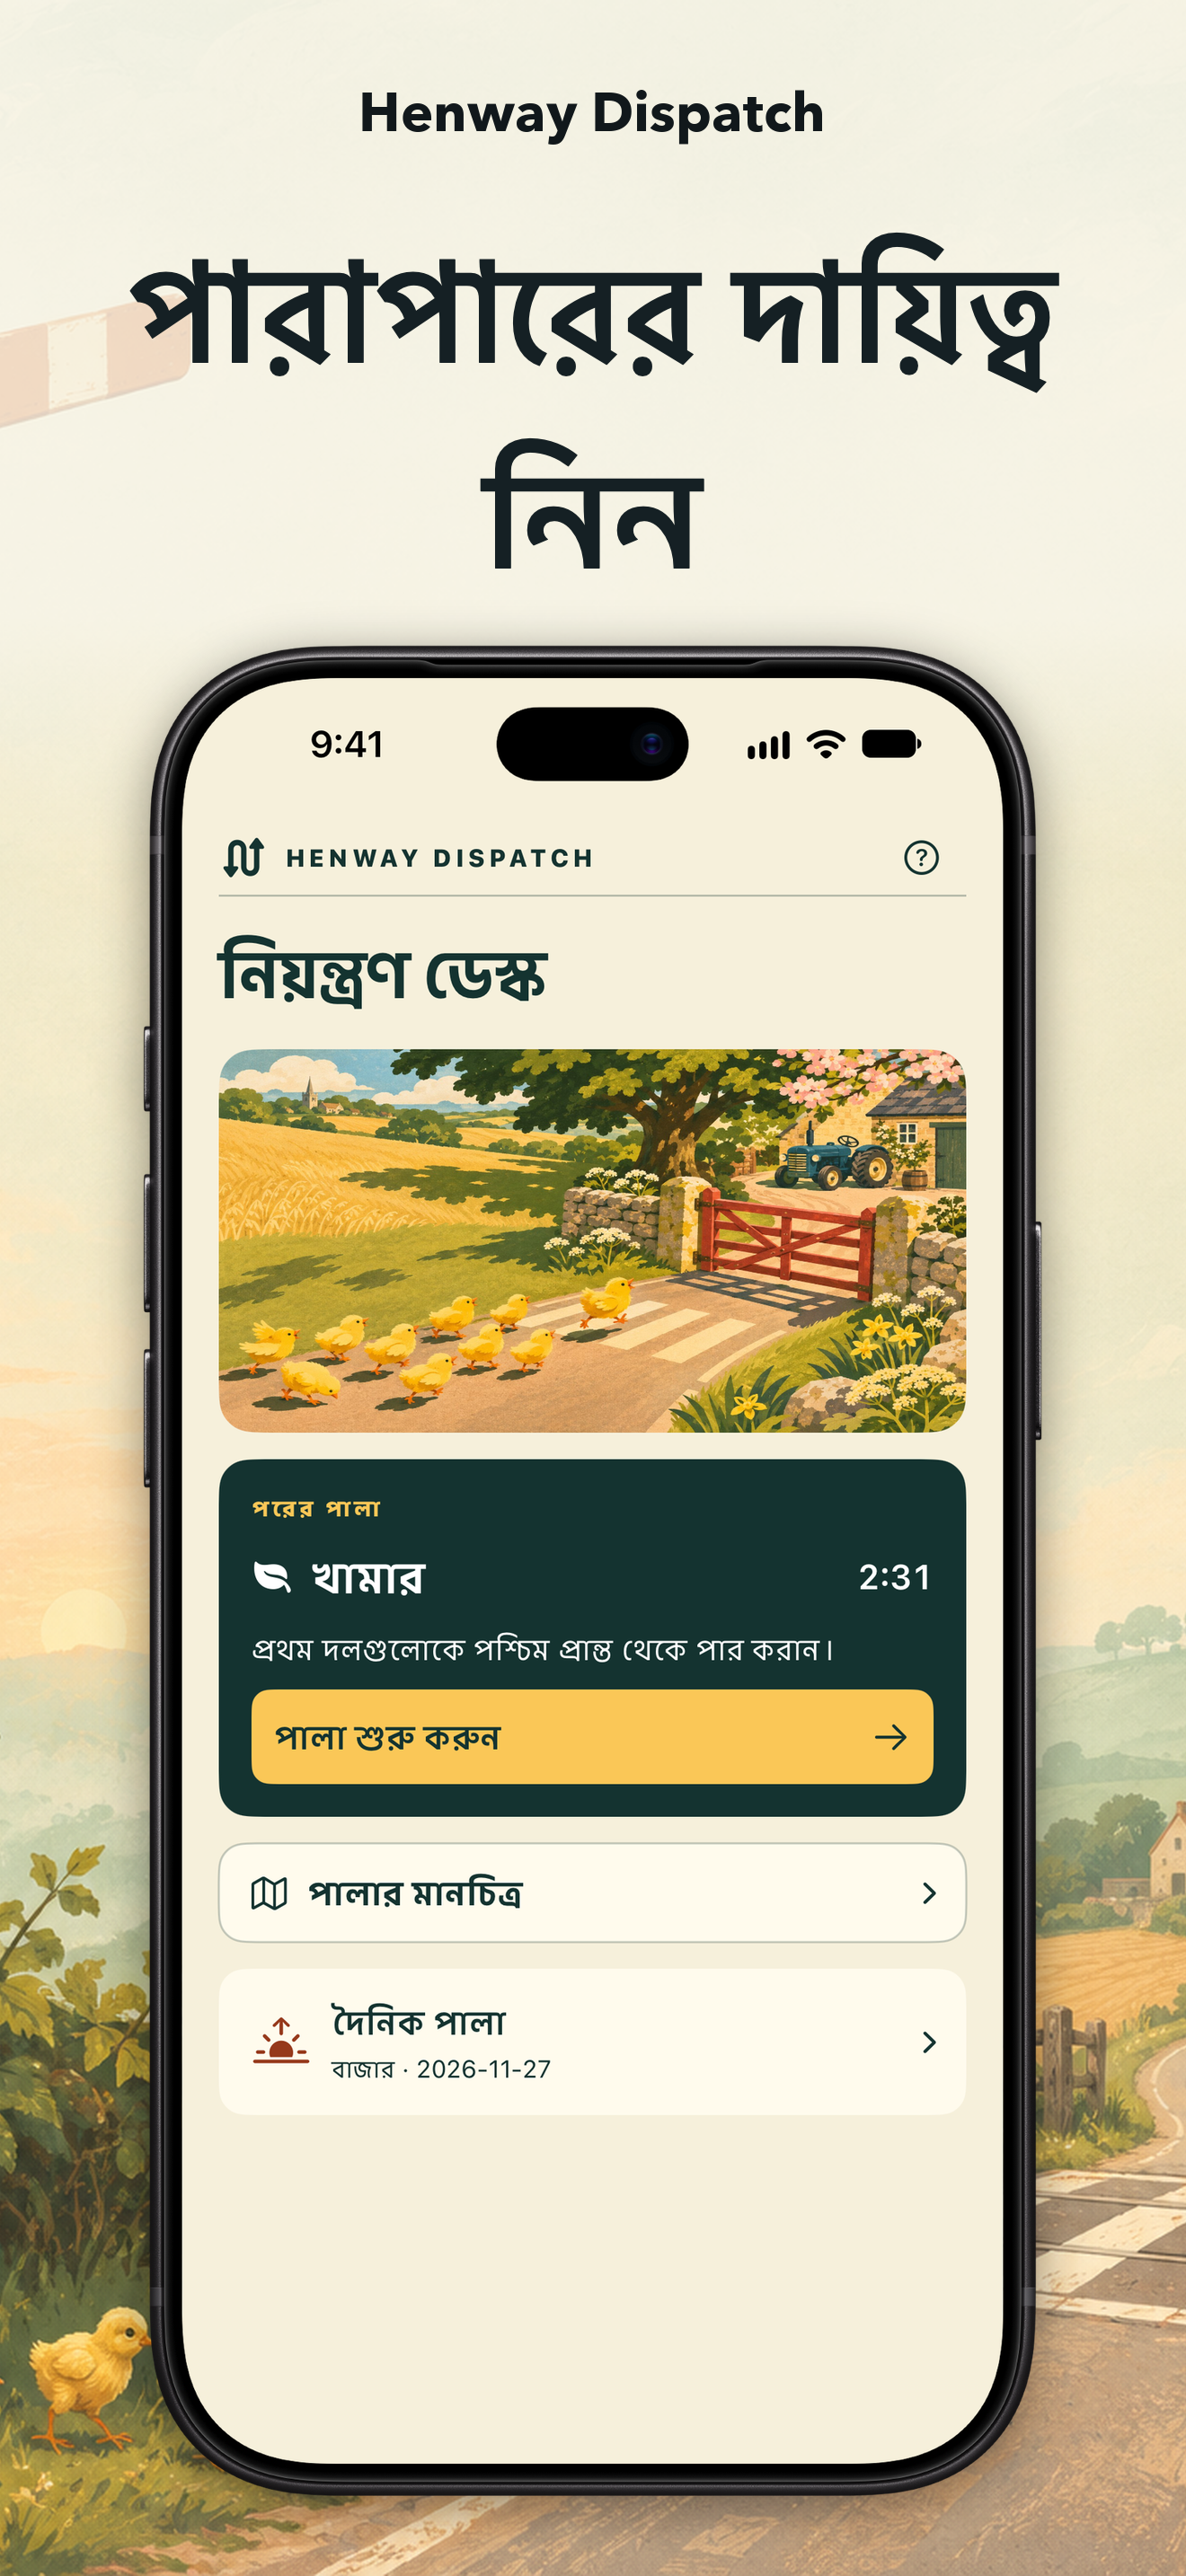 Henway Dispatch
পারাপারের দায়িত্ব
নিন
9:41
HENWAY DISPATCH
?
নিয়ন্ত্রণ ডেস্ক
পরের পালা
খামার
2:31
প্রথম দলগুলোকে পশ্চিম প্রান্ত থেকে পার করান।
পালা শুরু করুন
পালার মানচিত্র
দৈনিক পালা
বাজার · 2026-11-27